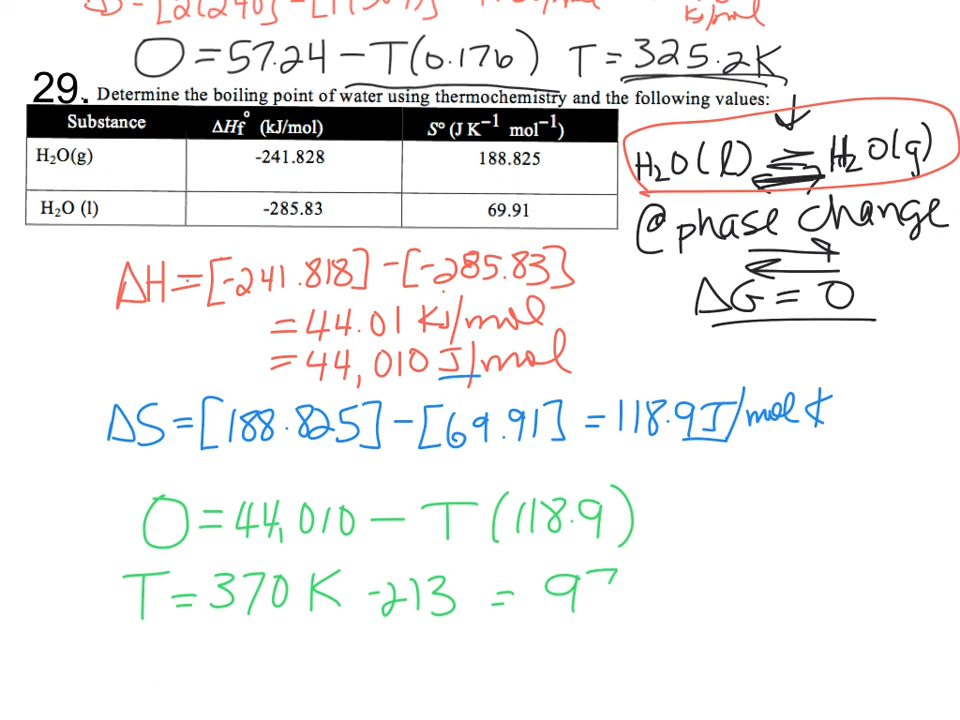 O = 57.24 - T(0.176) T = 325.2K
29. Determine the boiling point of water using thermochemistry and the following values:
Substance ΔHf° (kJ/mol) S° (J K⁻¹ mol⁻¹)
H₂O(g) -241.828 188.825
H₂O (l) -285.83 69.91
H₂O(l) ⇌ H₂O(g)
@ phase change
ΔG = 0
ΔH = [-241.818] - [-285.83]
= 44.01 KJ/mol
= 44,010 J/mol
ΔS = [188.825] - [69.91] = 118.9 J/mol K
O = 44,010 - T (118.9)
T = 370 K - 213 = 97